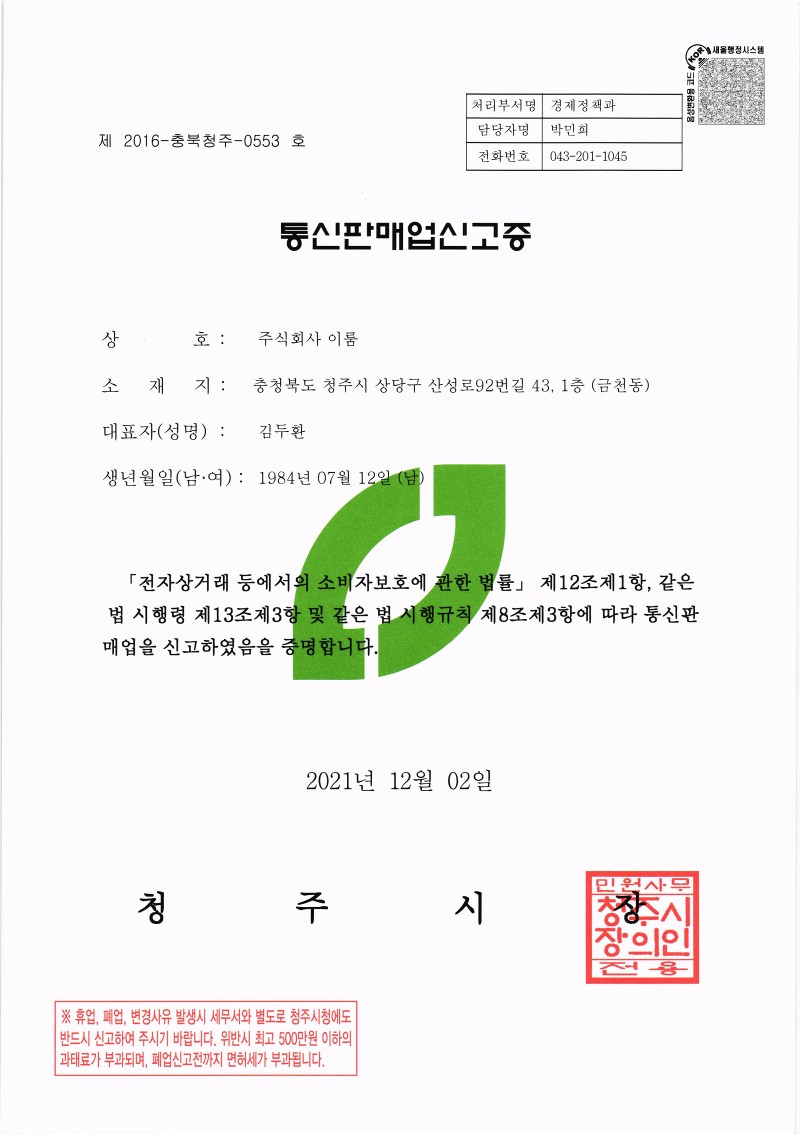 KOR 새올행정시스템
음성변환용 코드
처리부서명 경제정책과
담당자명 박민희
전화번호 043-201-1045
제 2016-충북청주-0553 호
통신판매업신고증
상 호 : 주식회사 이룸
소 재 지 : 충청북도 청주시 상당구 산성로92번길 43, 1층 (금천동)
대표자(성명) : 김두환
생년월일(남·여) : 1984년 07월 12일 (남)
「전자상거래 등에서의 소비자보호에 관한 법률」 제12조제1항, 같은
법 시행령 제13조제3항 및 같은 법 시행규칙 제8조제3항에 따라 통신판
매업을 신고하였음을 증명합니다.
2021년 12월 02일
청 주 시 장
민원사무
청주시
장의인
전용
※ 휴업, 폐업, 변경사유 발생시 세무서와 별도로 청주시청에도
반드시 신고하여 주시기 바랍니다. 위반시 최고 500만원 이하의
과태료가 부과되며, 폐업신고전까지 면허세가 부과됩니다.